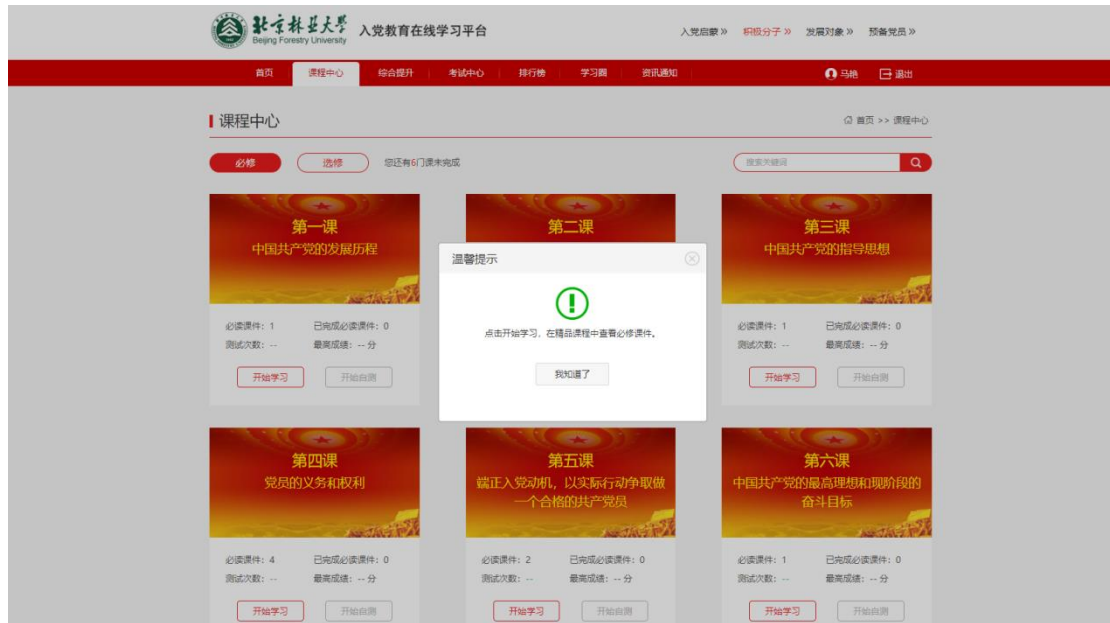 北京林业大学 入党教育在线学习平台
Beijing Forestry University
入党启蒙 » 积极分子 » 发展对象 » 预备党员 »
首页 课程中心 综合提升 考试中心 排行榜 学习圈 资讯通知 马艳 退出
课程中心
首页 >> 课程中心
必修 选修 您还有6门课未完成 搜索关键词
第一课 第二课 第三课
中国共产党的发展历程 中国共产党的指导思想
温馨提示
点击开始学习，在精品课程中查看必修课件。
我知道了
必读课件：1 已完成必读课件：0 必读课件：1 已完成必读课件：0
测试次数：-- 最高成绩：-- 分 测试次数：-- 最高成绩：-- 分
开始学习 开始自测 开始学习 开始自测
第四课 第五课 第六课
党员的义务和权利 端正入党动机，以实际行动争取做 中国共产党的最高理想和现阶段的
一个合格的共产党员 奋斗目标
必读课件：4 已完成必读课件：0 必读课件：2 已完成必读课件：0 必读课件：1 已完成必读课件：0
测试次数：-- 最高成绩：-- 分 测试次数：-- 最高成绩：-- 分 测试次数：-- 最高成绩：-- 分
开始学习 开始自测 开始学习 开始自测 开始学习 开始自测